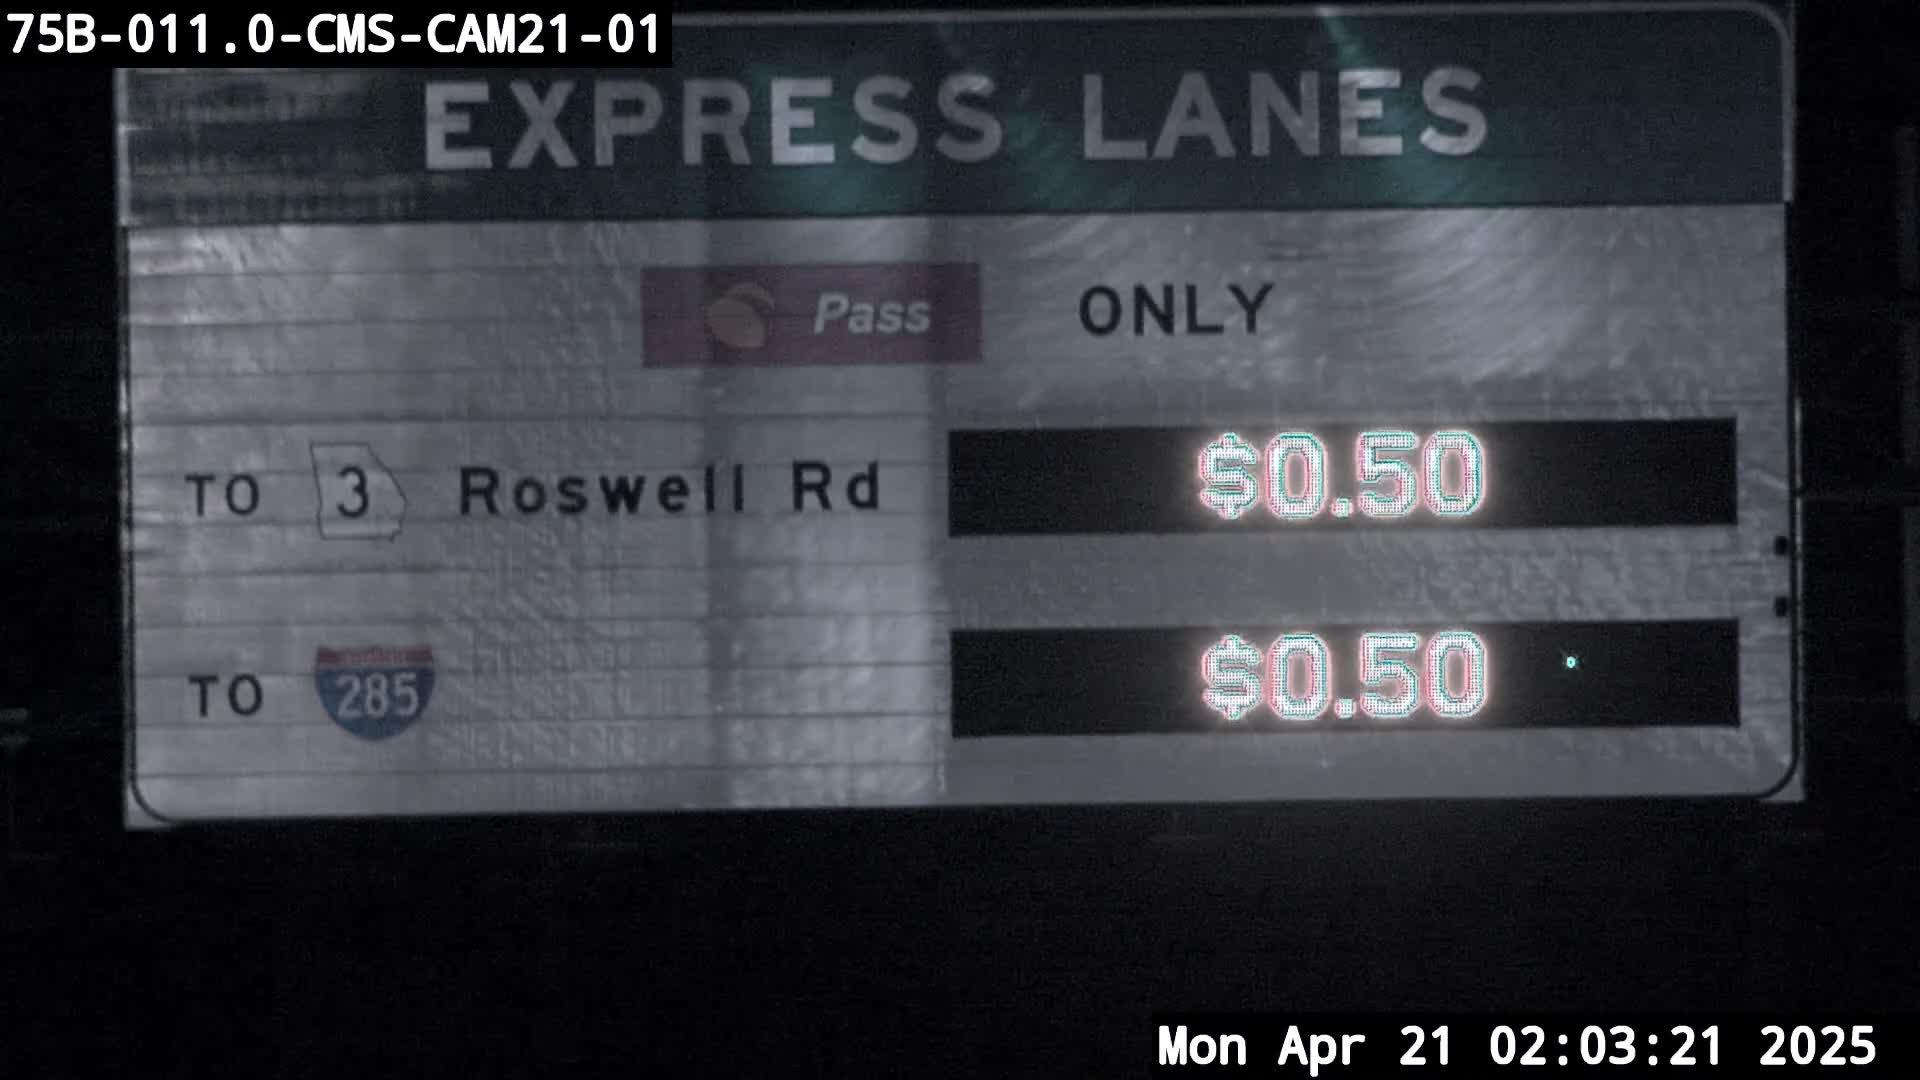 75B-011.0-CMS-CAM21-01
EXPRESS LANES
Pass ONLY
TO 3 Roswell Rd $0.50
TO 285 $0.50
Mon Apr 21 02:03:21 2025